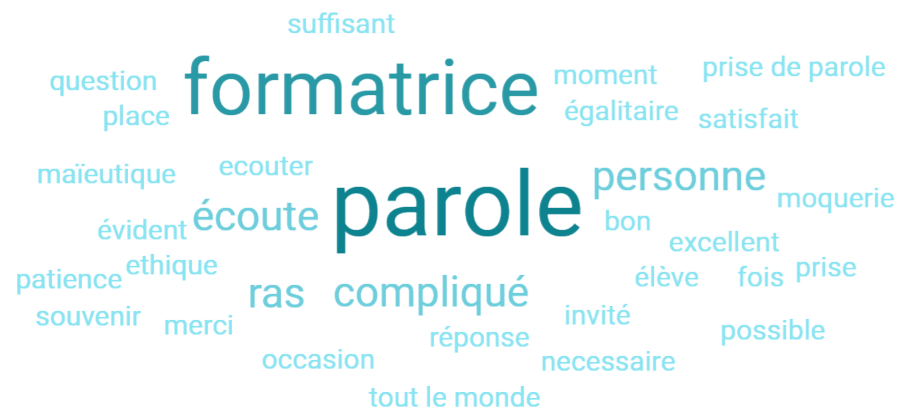 suffisant
question
formatrice
moment
prise de parole
place
égalitaire
satisfait
maïeutique
ecouter
parole
personne
moquerie
évident
écoute
bon
excellent
patience
ethique
ras
compliqué
élève
fois
prise
souvenir
merci
réponse
invité
possible
occasion
necessaire
tout le monde